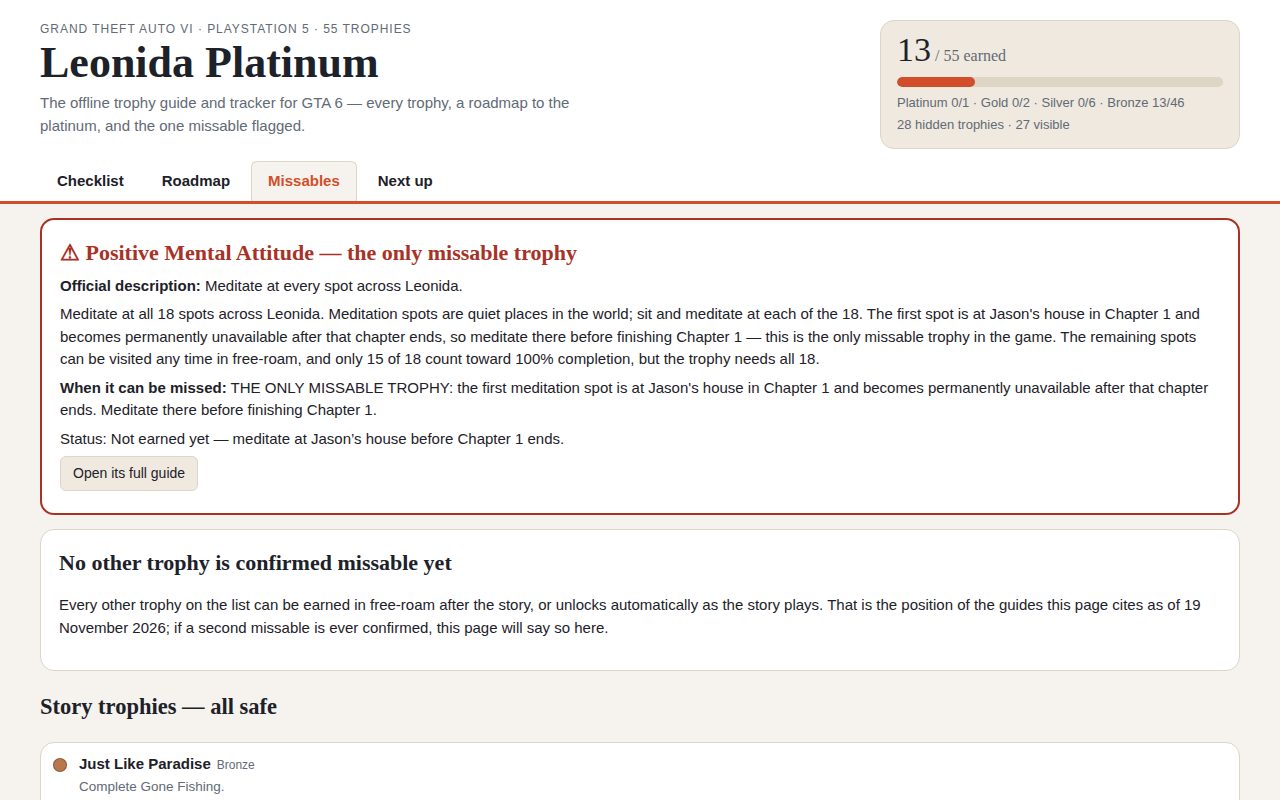 GRAND THEFT AUTO VI · PLAYSTATION 5 · 55 TROPHIES
Leonida Platinum
The offline trophy guide and tracker for GTA 6 — every trophy, a roadmap to the
platinum, and the one missable flagged.
13 / 55 earned
Platinum 0/1 · Gold 0/2 · Silver 0/6 · Bronze 13/46
28 hidden trophies · 27 visible
Checklist Roadmap Missables Next up
⚠ Positive Mental Attitude — the only missable trophy
Official description: Meditate at every spot across Leonida.
Meditate at all 18 spots across Leonida. Meditation spots are quiet places in the world; sit and meditate at each of the 18. The first spot is at Jason's house in Chapter 1 and
becomes permanently unavailable after that chapter ends, so meditate there before finishing Chapter 1 — this is the only missable trophy in the game. The remaining spots
can be visited any time in free-roam, and only 15 of 18 count toward 100% completion, but the trophy needs all 18.
When it can be missed: THE ONLY MISSABLE TROPHY: the first meditation spot is at Jason's house in Chapter 1 and becomes permanently unavailable after that chapter
ends. Meditate there before finishing Chapter 1.
Status: Not earned yet — meditate at Jason’s house before Chapter 1 ends.
Open its full guide
No other trophy is confirmed missable yet
Every other trophy on the list can be earned in free-roam after the story, or unlocks automatically as the story plays. That is the position of the guides this page cites as of 19
November 2026; if a second missable is ever confirmed, this page will say so here.
Story trophies — all safe
Just Like Paradise Bronze
Complete Gone Fishing.